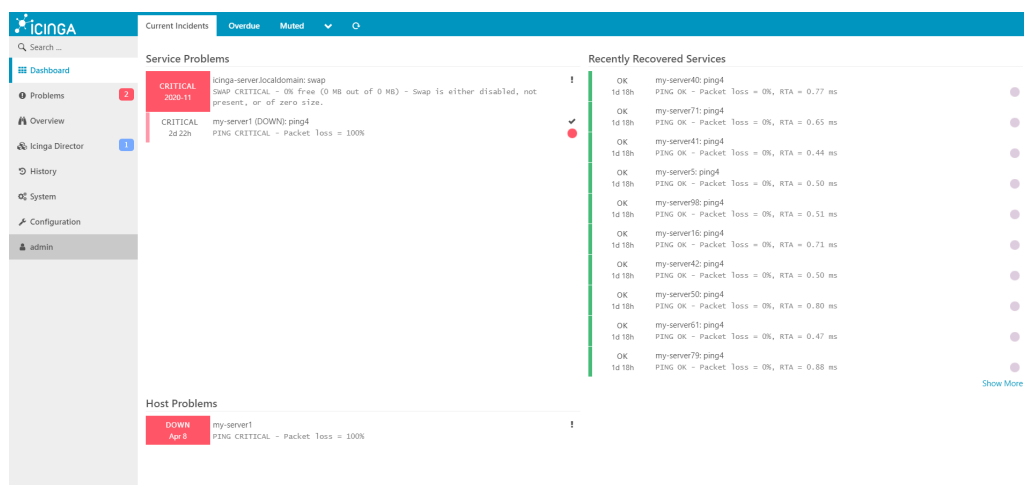 icinga
Current Incidents
Overdue
Muted
Search ...
Dashboard
Problems
2
Overview
Icinga Director
1
History
System
Configuration
admin
Service Problems
CRITICAL
2020-11
icinga-server.localdomain: swap
SWAP CRITICAL - 0% free (0 MB out of 0 MB) - Swap is either disabled, not
present, or of zero size.
!
CRITICAL
2d 22h
my-server1 (DOWN): ping4
PING CRITICAL - Packet loss = 100%
Host Problems
DOWN
Apr 8
my-server1
PING CRITICAL - Packet loss = 100%
!
Recently Recovered Services
OK
1d 18h
my-server40: ping4
PING OK - Packet loss = 0%, RTA = 0.77 ms
OK
1d 18h
my-server71: ping4
PING OK - Packet loss = 0%, RTA = 0.65 ms
OK
1d 18h
my-server41: ping4
PING OK - Packet loss = 0%, RTA = 0.44 ms
OK
1d 18h
my-server5: ping4
PING OK - Packet loss = 0%, RTA = 0.50 ms
OK
1d 18h
my-server98: ping4
PING OK - Packet loss = 0%, RTA = 0.51 ms
OK
1d 18h
my-server16: ping4
PING OK - Packet loss = 0%, RTA = 0.71 ms
OK
1d 18h
my-server42: ping4
PING OK - Packet loss = 0%, RTA = 0.50 ms
OK
1d 18h
my-server50: ping4
PING OK - Packet loss = 0%, RTA = 0.80 ms
OK
1d 18h
my-server61: ping4
PING OK - Packet loss = 0%, RTA = 0.47 ms
OK
1d 18h
my-server79: ping4
PING OK - Packet loss = 0%, RTA = 0.88 ms
Show More